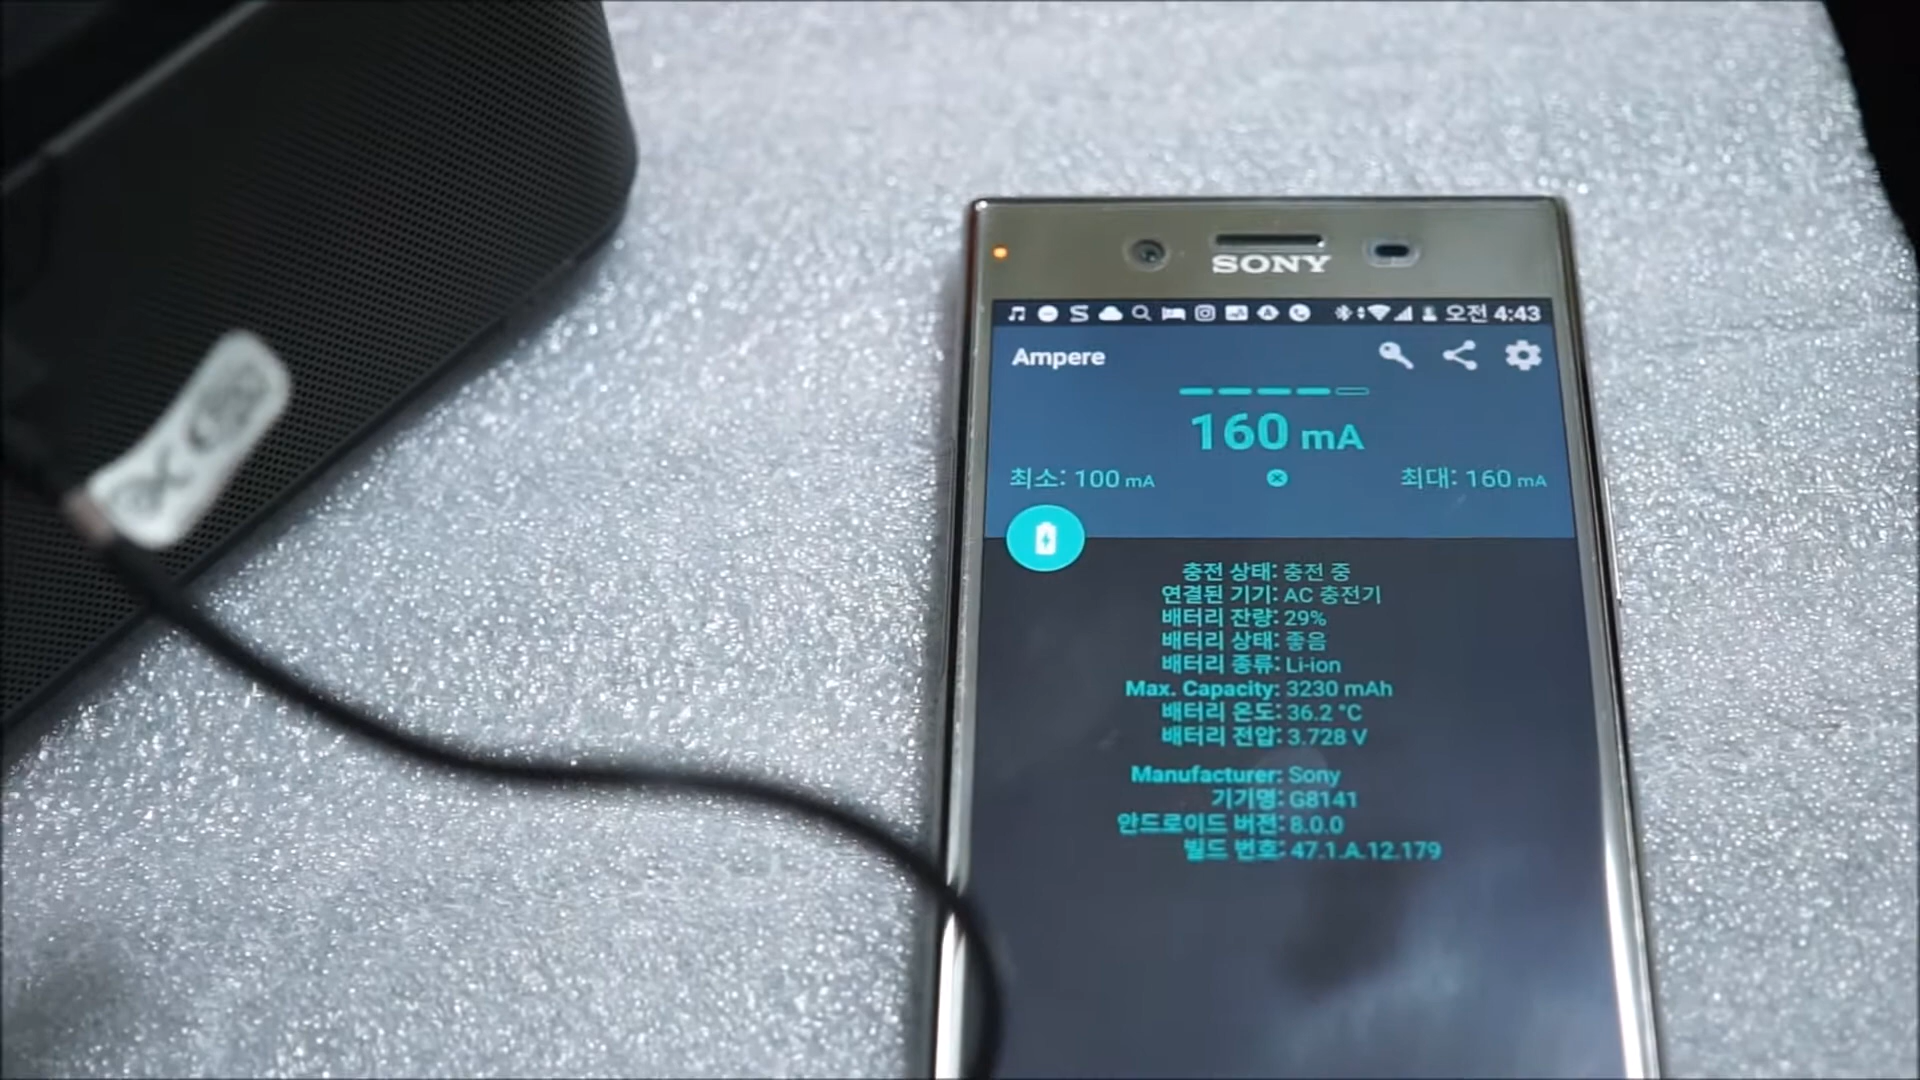 SONY
오전 4:43
Ampere
160 mA
최소: 100 mA
최대: 160 mA
충전 상태: 충전 중
연결된 기기: AC 충전기
배터리 잔량: 29%
배터리 상태: 좋음
배터리 종류: Li-ion
Max. Capacity: 3230 mAh
배터리 온도: 36.2 °C
배터리 전압: 3.728 V
Manufacturer: Sony
기기명: G8141
안드로이드 버전: 8.0.0
빌드 번호: 47.1.A.12.179